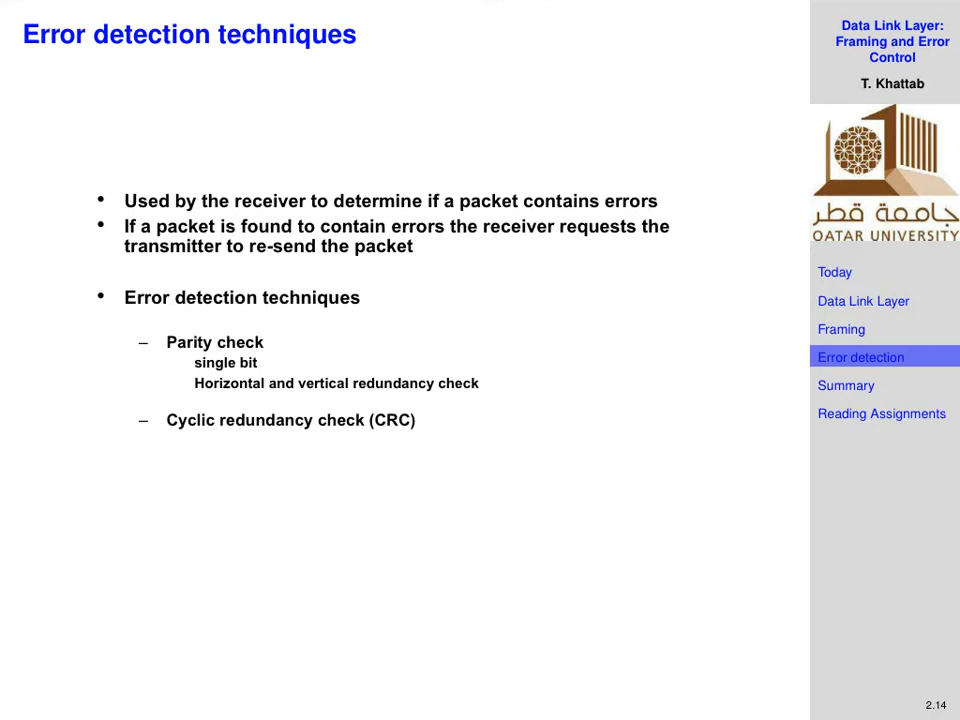 Error detection techniques
• Used by the receiver to determine if a packet contains errors
• If a packet is found to contain errors the receiver requests the
transmitter to re-send the packet
• Error detection techniques
– Parity check
single bit
Horizontal and vertical redundancy check
– Cyclic redundancy check (CRC)
Data Link Layer:
Framing and Error
Control
T. Khattab
جامعة قطر
QATAR UNIVERSITY
Today
Data Link Layer
Framing
Error detection
Summary
Reading Assignments
2.14